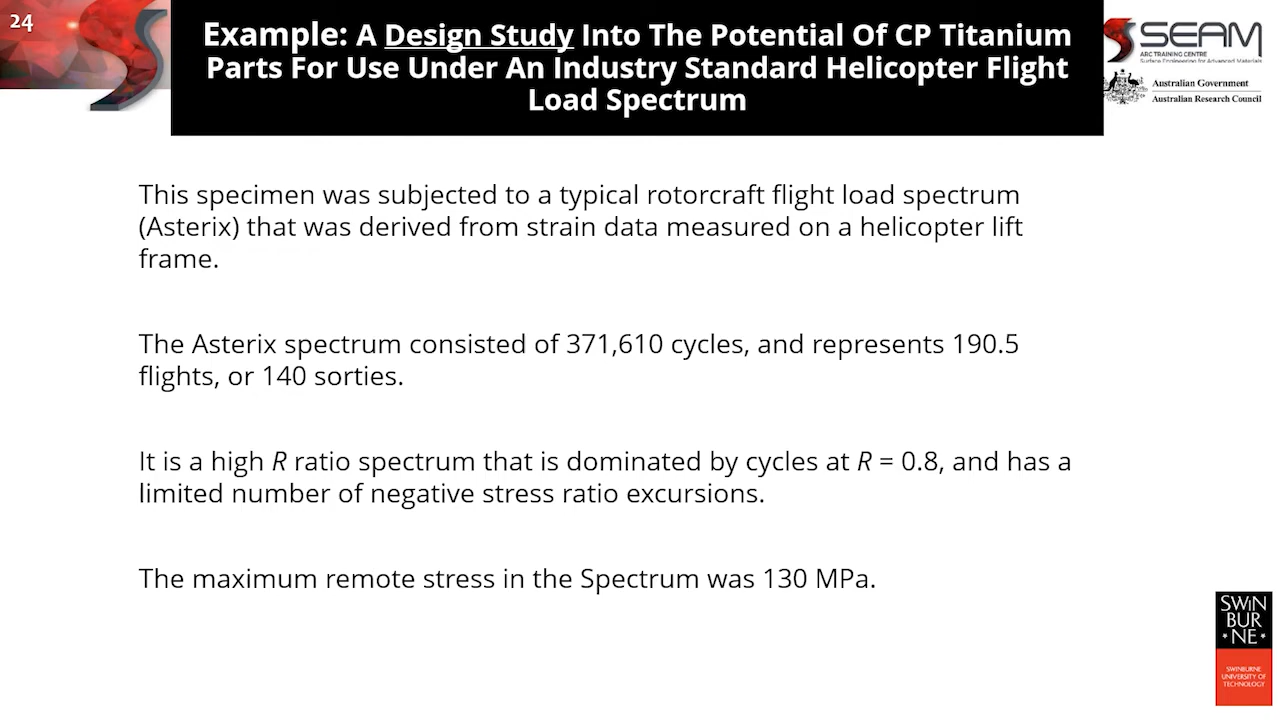 24
Example: A Design Study Into The Potential Of CP Titanium
Parts For Use Under An Industry Standard Helicopter Flight
Load Spectrum
SEAM
ARC TRAINING CENTRE
Surface Engineering for Advanced Materials
Australian Government
Australian Research Council
This specimen was subjected to a typical rotorcraft flight load spectrum
(Asterix) that was derived from strain data measured on a helicopter lift
frame.
The Asterix spectrum consisted of 371,610 cycles, and represents 190.5
flights, or 140 sorties.
It is a high R ratio spectrum that is dominated by cycles at R = 0.8, and has a
limited number of negative stress ratio excursions.
The maximum remote stress in the Spectrum was 130 MPa.
SWIN
BUR
NE
SWINBURNE
UNIVERSITY OF
TECHNOLOGY